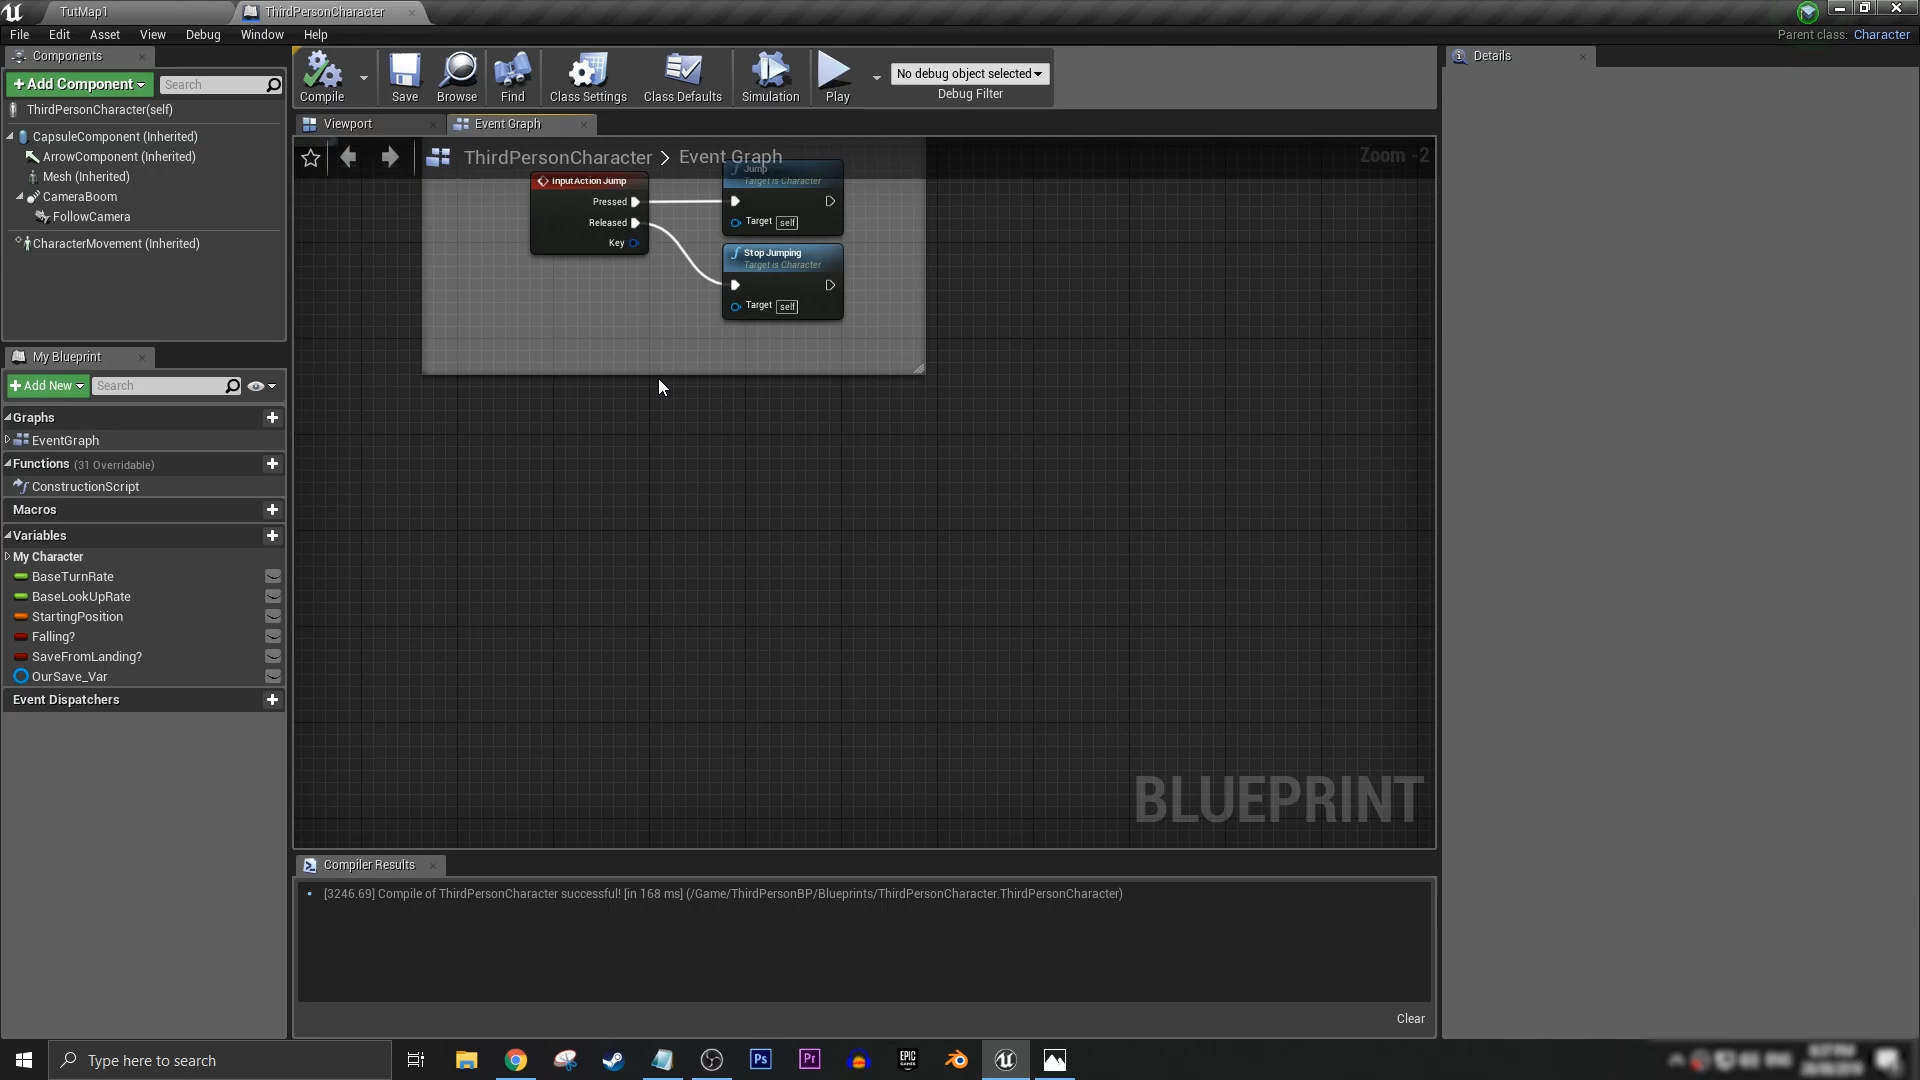 TutMap1
ThirdPersonCharacter
File Edit Asset View Debug Window Help
Parent class: Character
Components
+Add Component
Search
ThirdPersonCharacter(self)
CapsuleComponent (Inherited)
ArrowComponent (Inherited)
Mesh (Inherited)
CameraBoom
FollowCamera
CharacterMovement (Inherited)
My Blueprint
+Add New
Search
Graphs
EventGraph
Functions (31 Overridable)
ConstructionScript
Macros
Variables
My Character
BaseTurnRate
BaseLookUpRate
StartingPosition
Falling?
SaveFromLanding?
OurSave_Var
Event Dispatchers
Compile
Save
Browse
Find
Class Settings
Class Defaults
Simulation
Play
No debug object selected
Debug Filter
Viewport
Event Graph
ThirdPersonCharacter > Event Graph
Zoom -2
InputAction Jump
Pressed
Released
Key
Jump
Target is Character
Target self
Stop Jumping
Target is Character
Target self
BLUEPRINT
Compiler Results
[3246.69] Compile of ThirdPersonCharacter successful! [in 168 ms] (/Game/ThirdPersonBP/Blueprints/ThirdPersonCharacter.ThirdPersonCharacter)
Clear
Details
Type here to search
Ps
Pr
EPIC
GAMES